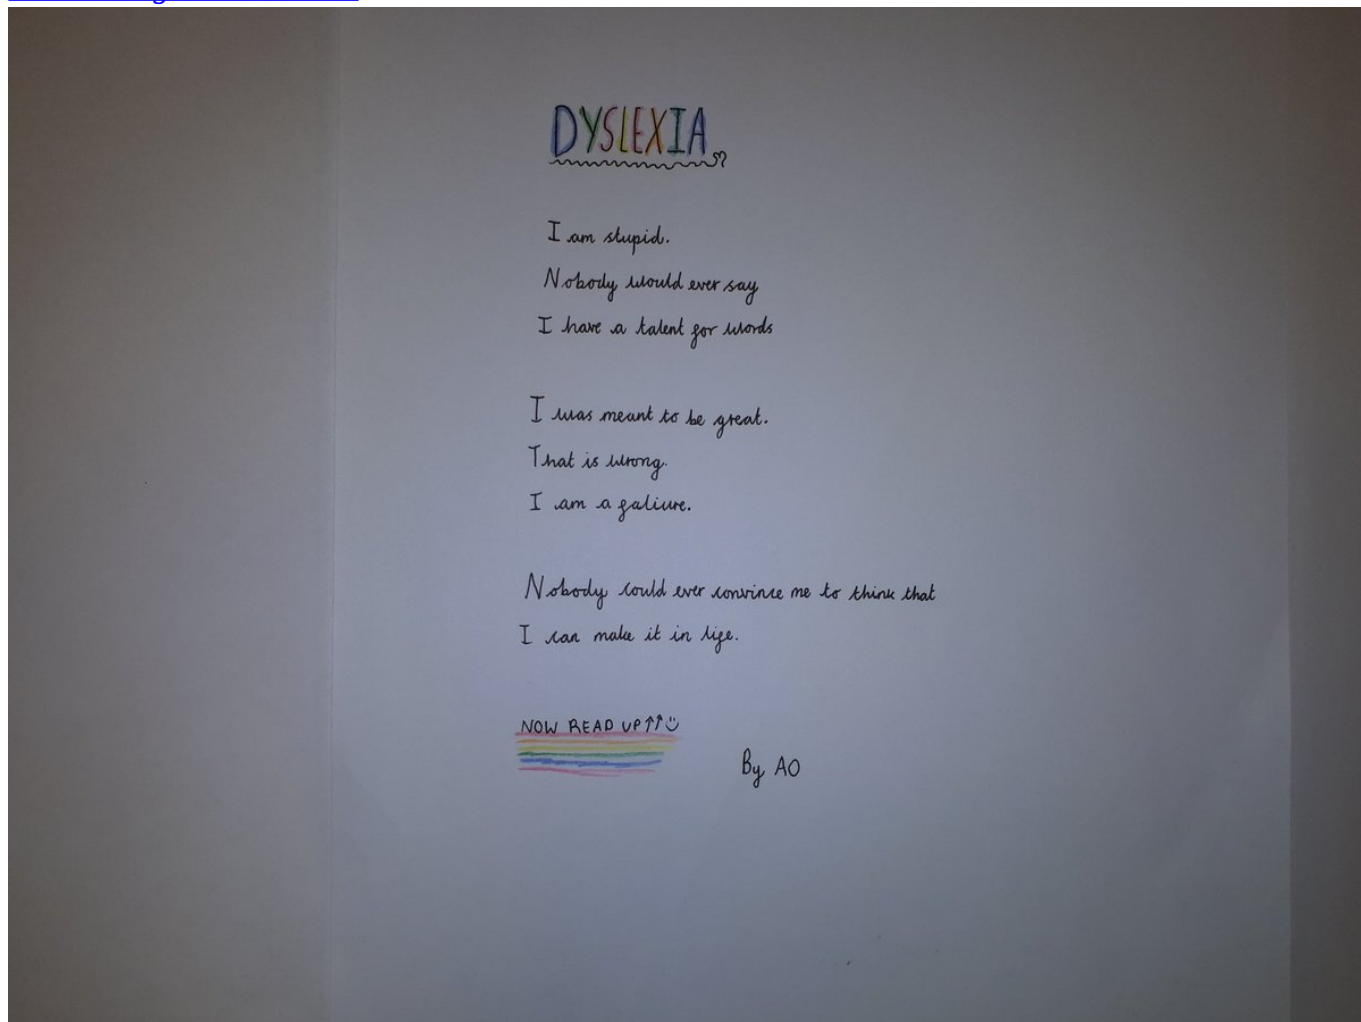 DYSLEXIA
I am stupid.
Nobody would ever say
I have a talent for words
I was meant to be great.
That is wrong.
I am a faliure.
Nobody could ever convince me to think that
I can make it in life.
NOW READ UP ↑↑ :)
By AO